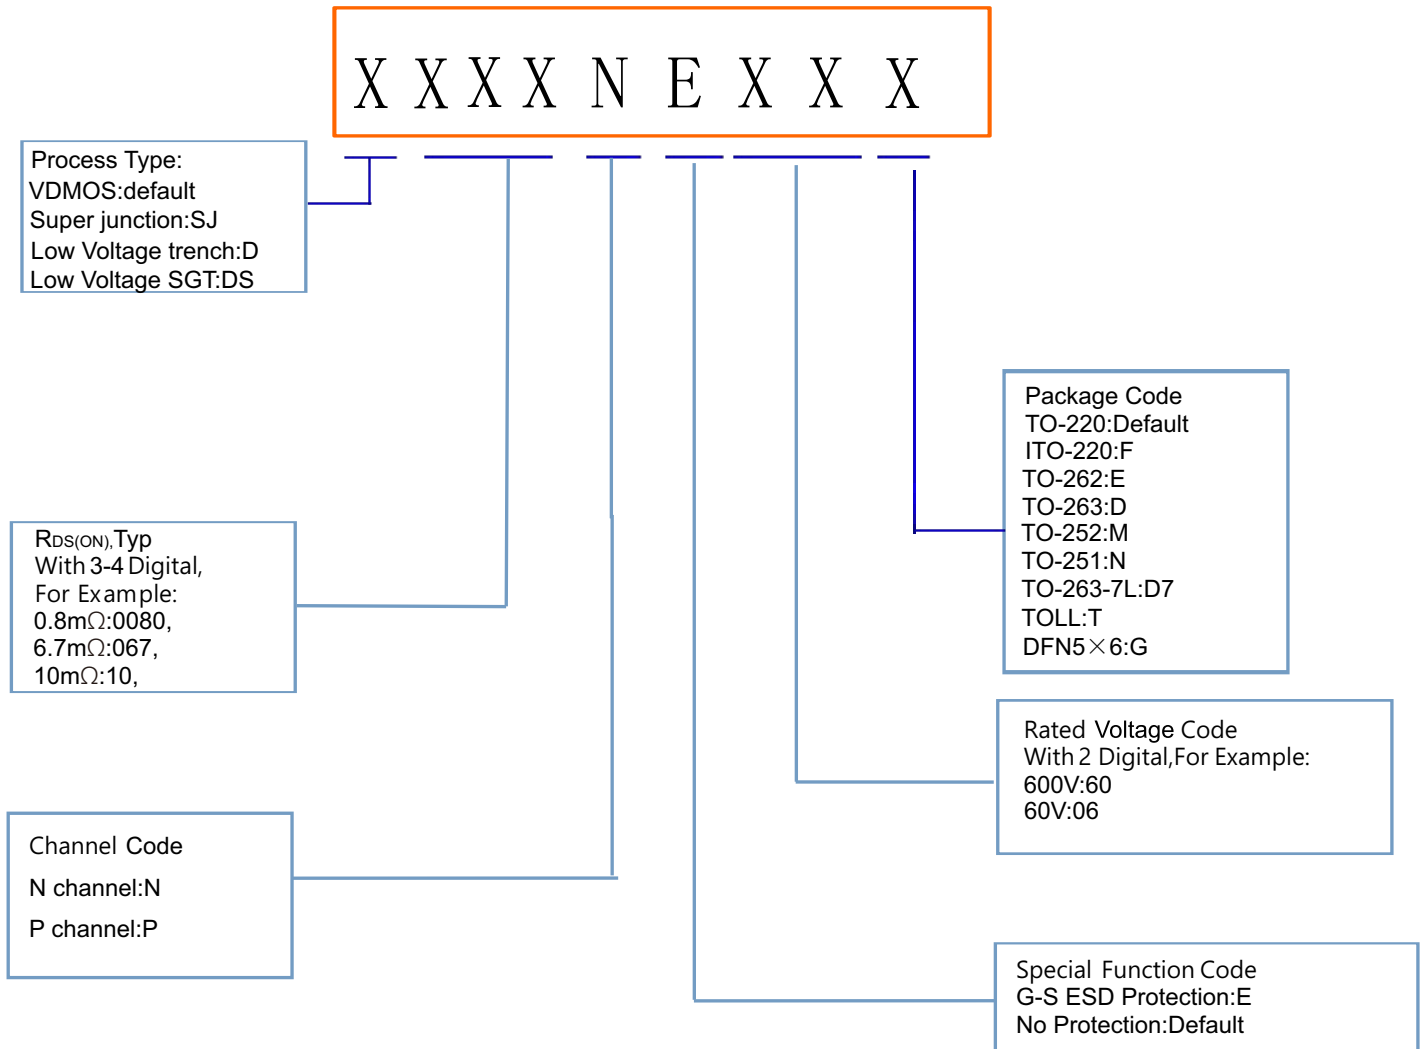 X X X X N E X X X
Process Type:
VDMOS:default
Super junction:SJ
Low Voltage trench:D
Low Voltage SGT:DS
Package Code
TO-220:Default
ITO-220:F
TO-262:E
TO-263:D
TO-252:M
TO-251:N
TO-263-7L:D7
TOLL:T
DFN5×6:G
RDS(ON),Typ
With 3-4 Digital,
For Example:
0.8mΩ:0080,
6.7mΩ:067,
10mΩ:10,
Rated Voltage Code
With 2 Digital,For Example:
600V:60
60V:06
Channel Code
N channel:N
P channel:P
Special Function Code
G-S ESD Protection:E
No Protection:Default